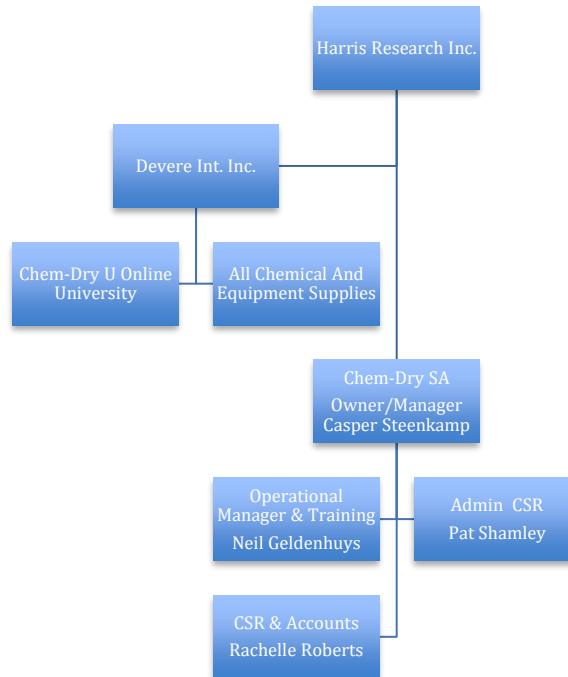 Harris Research Inc.
Devere Int. Inc.
Chem-Dry U Online
University
All Chemical And
Equipment Supplies
Chem-Dry SA
Owner/Manager
Casper Steenkamp
Operational
Manager & Training
Neil Geldenhuys
Admin  CSR
Pat Shamley
CSR & Accounts
Rachelle Roberts